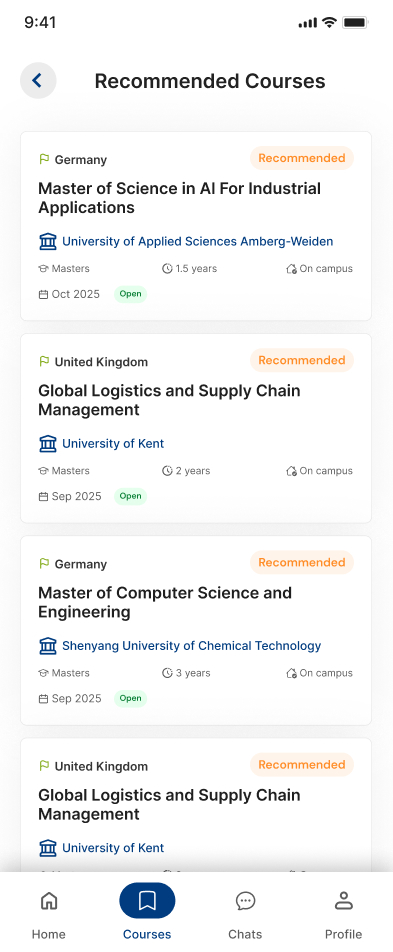 9:41
Recommended Courses
Germany
Recommended
Master of Science in AI For Industrial
Applications
University of Applied Sciences Amberg-Weiden
Masters
1.5 years
On campus
Oct 2025
Open
United Kingdom
Recommended
Global Logistics and Supply Chain
Management
University of Kent
Masters
2 years
On campus
Sep 2025
Open
Germany
Recommended
Master of Computer Science and
Engineering
Shenyang University of Chemical Technology
Masters
3 years
On campus
Sep 2025
Open
United Kingdom
Recommended
Global Logistics and Supply Chain
Management
University of Kent
Home
Courses
Chats
Profile